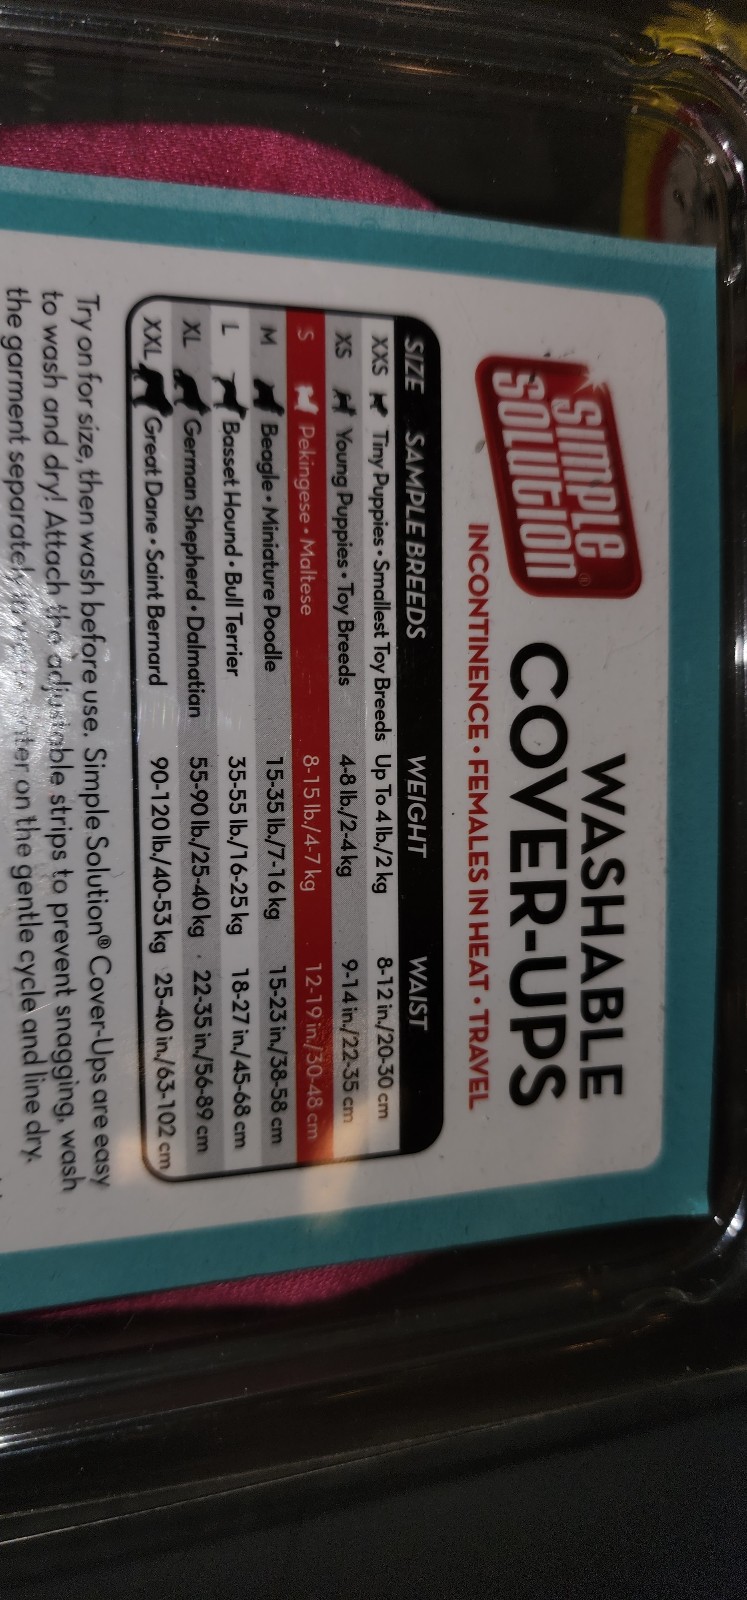 SIMPLE
SOLUTION®
WASHABLE
COVER-UPS
INCONTINENCE • FEMALES IN HEAT • TRAVEL
SIZE SAMPLE BREEDS WEIGHT WAIST
XXS Tiny Puppies • Smallest Toy Breeds Up To 4 lb./2 kg 8-12 in./20-30 cm
XS Young Puppies • Toy Breeds 4-8 lb./2-4 kg 9-14 in./22-35 cm
S Pekingese • Maltese 8-15 lb./4-7 kg 12-19 in./30-48 cm
M Beagle • Miniature Poodle 15-35 lb./7-16 kg 15-23 in./38-58 cm
L Basset Hound • Bull Terrier 35-55 lb./16-25 kg 18-27 in./45-68 cm
XL German Shepherd • Dalmatian 55-90 lb./25-40 kg 22-35 in./56-89 cm
XXL Great Dane • Saint Bernard 90-120 lb./40-53 kg 25-40 in./63-102 cm
Try on for size, then wash before use. Simple Solution® Cover-Ups are easy
to wash and dry! Attach the adjustable strips to prevent snagging, wash
the garment separately on the gentle cycle and line dry.